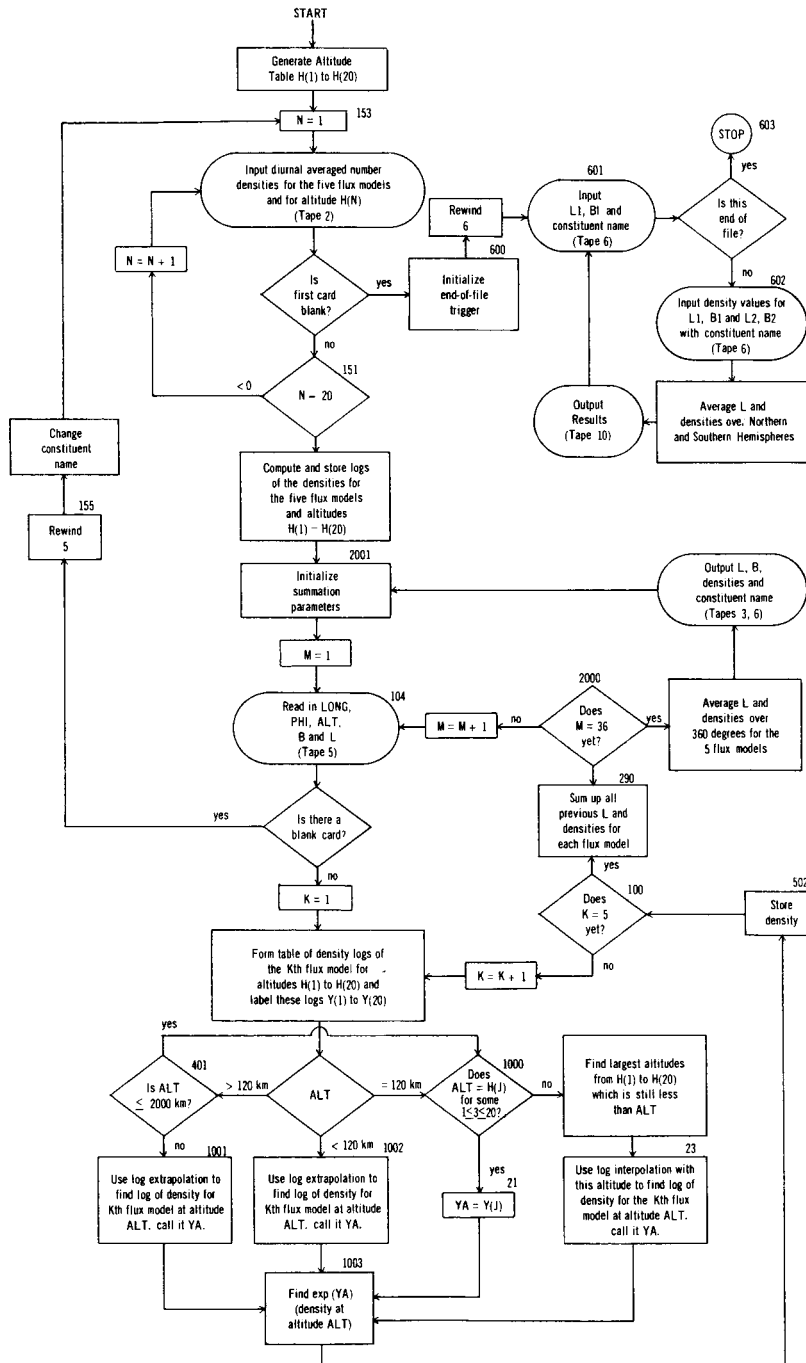 START
Generate Altitude
Table H(1) to H(20)
153
N = 1
Input diurnal averaged number
densities for the five flux models
and for altitude H(N)
(Tape 2)
N = N + 1
Is
first card
blank?
yes
no
600
Initialize
end-of-file
trigger
Rewind
6
601
Input
L1, B1 and
constituent name
(Tape 6)
603
STOP
yes
Is this
end of
file?
no
602
Input density values for
L1, B1 and L2, B2
with constituent name
(Tape 6)
Average L and
densities ove. Northern
and Southern Hemispheres
Output
Results
(Tape 10)
151
< 0
N - 20
Change
constituent
name
155
Rewind
5
Compute and store logs
of the densities for
the five flux models
and altitudes
H(1) - H(20)
2001
Initialize
summation
parameters
Output L, B,
densities and
constituent name
(Tapes 3, 6)
M = 1
104
Read in LONG,
PHI, ALT,
B and L
(Tape 5)
M = M + 1
no
2000
Does
M = 36
yet?
yes
Average L and
densities over
360 degrees for the
5 flux models
290
Sum up all
previous L and
densities for
each flux model
yes
yes
Is there a
blank card?
no
K = 1
100
Does
K = 5
yet?
no
502
Store
density
K = K + 1
Form table of density logs of
the Kth flux model for
altitudes H(1) to H(20) and
label these logs Y(1) to Y(20)
yes
401
Is ALT
≤ 2000 km?
> 120 km
ALT
= 120 km
1000
Does
ALT = H(J)
for some
1≤3≤20?
no
Find largest altitudes
from H(1) to H(20)
which is still less
than ALT
no
1001
< 120 km
1002
yes
21
23
Use log extrapolation to
find log of density for
Kth flux model at altitude
ALT. call it YA.
Use log extrapolation to
find log of density for
Kth flux model at altitude
ALT. call it YA.
YA = Y(J)
Use log interpolation with
this altitude to find log of
density for the Kth flux
model at altitude ALT.
call it YA.
1003
Find exp (YA)
(density at
altitude ALT)